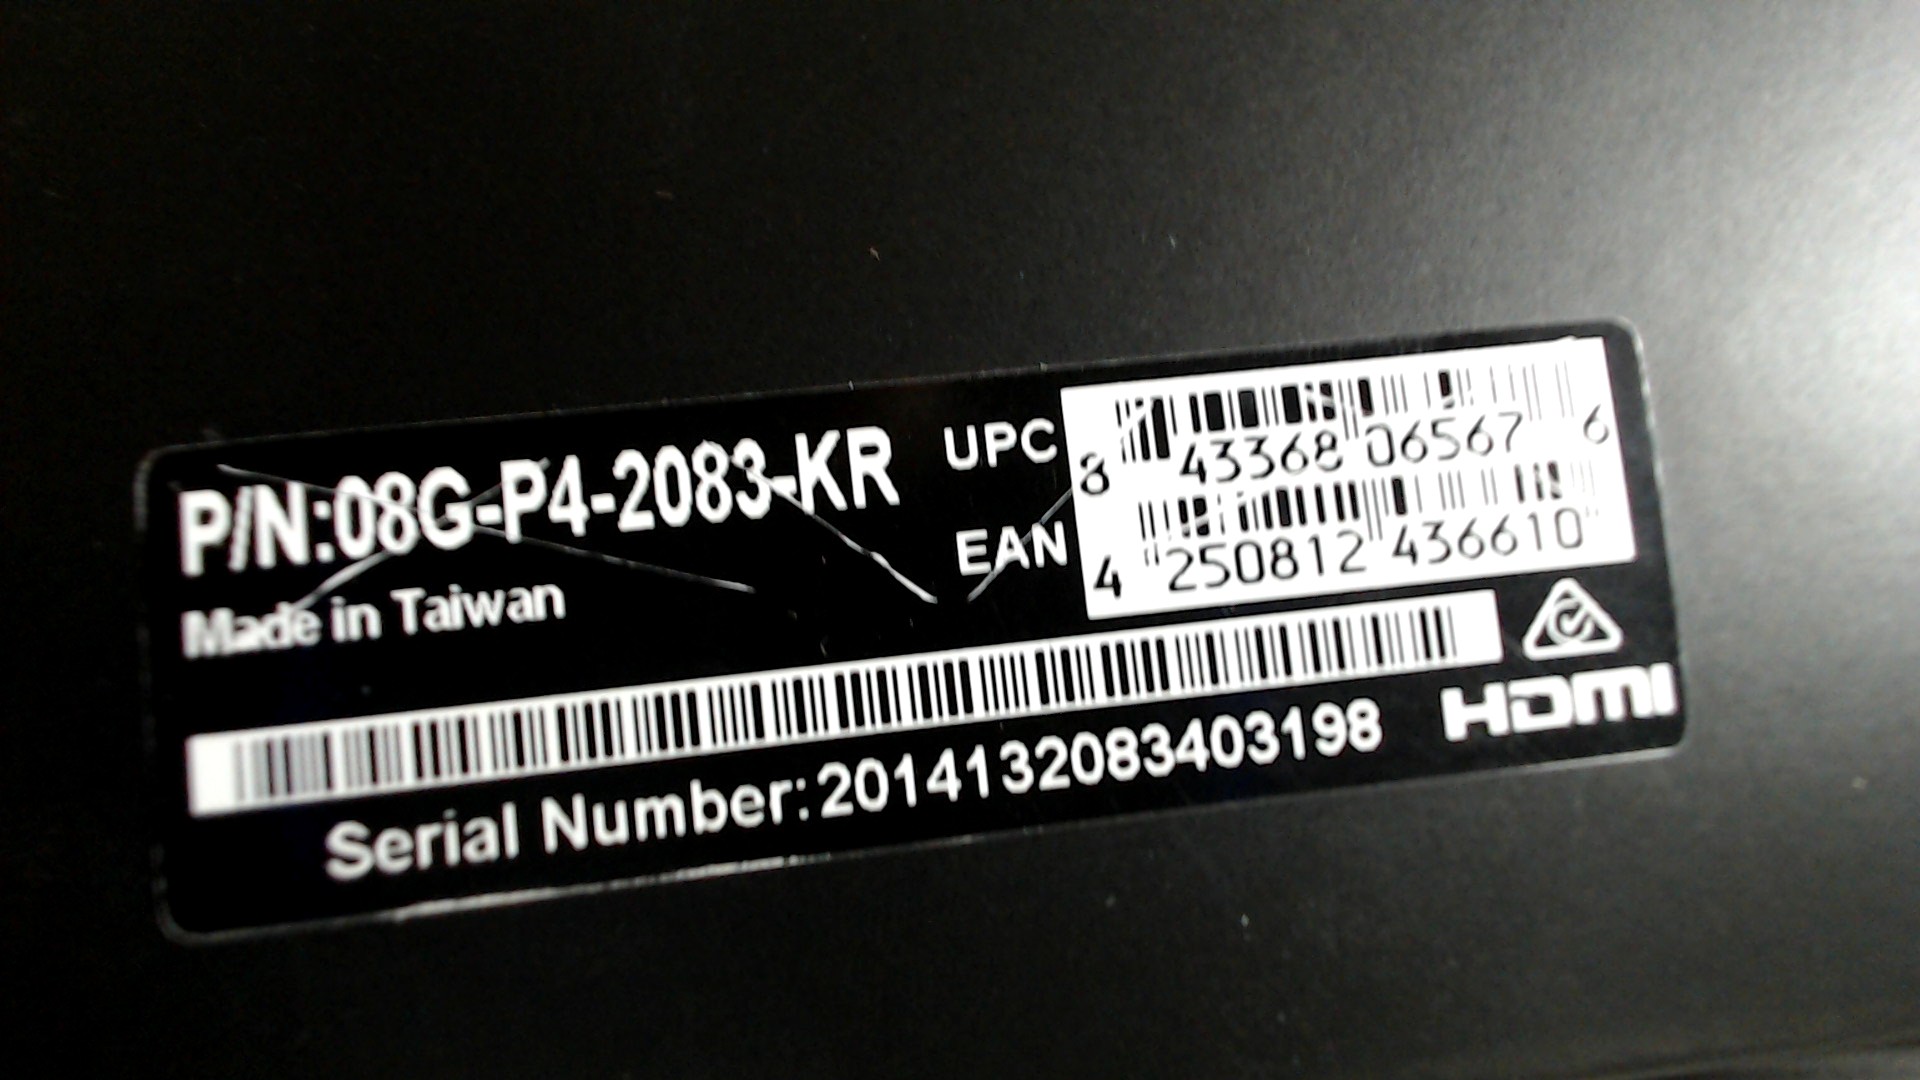 P/N:08G-P4-2083-KR
Made in Taiwan
UPC
8 43368 06567 6
EAN
4 250812 436610
Serial Number:2014132083403198
HDMI